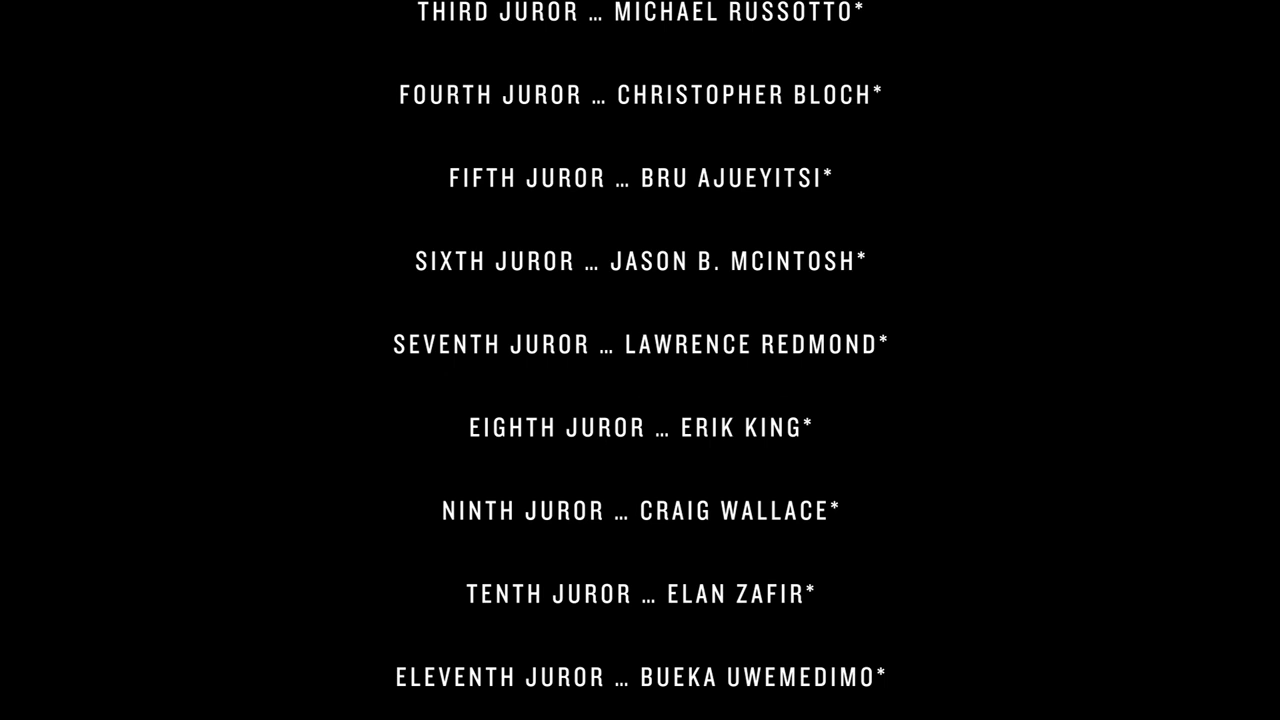 THIRD JUROR … MICHAEL RUSSOTTO*
FOURTH JUROR … CHRISTOPHER BLOCH*
FIFTH JUROR … BRU AJUEYITSI*
SIXTH JUROR … JASON B. MCINTOSH*
SEVENTH JUROR … LAWRENCE REDMOND*
EIGHTH JUROR … ERIK KING*
NINTH JUROR … CRAIG WALLACE*
TENTH JUROR … ELAN ZAFIR*
ELEVENTH JUROR … BUEKA UWEMEDIMO*